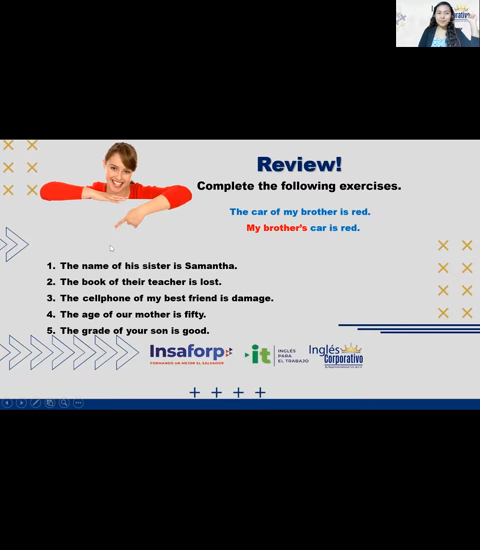 Review!
Complete the following exercises.
The car of my brother is red.
My brother's car is red.
1. The name of his sister is Samantha.
2. The book of their teacher is lost.
3. The cellphone of my best friend is damage.
4. The age of our mother is fifty.
5. The grade of your son is good.
Insaforp
FORMANDO UN MEJOR EL SALVADOR
it
INGLÉS
PARA
EL TRABAJO
Inglés
Corporativo